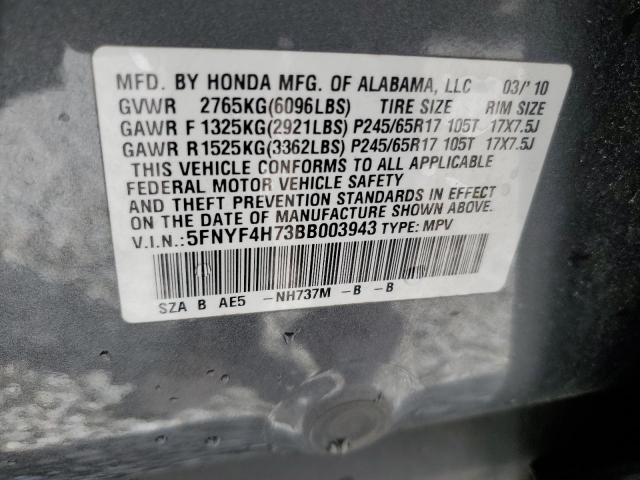 MFD. BY HONDA MFG. OF ALABAMA, LLC 03/'10
GVWR 2765KG(6096LBS) TIRE SIZE RIM SIZE
GAWR F 1325KG(2921LBS) P245/65R17 105T 17X7.5J
GAWR R 1525KG(3362LBS) P245/65R17 105T 17X7.5J
THIS VEHICLE CONFORMS TO ALL APPLICABLE
FEDERAL MOTOR VEHICLE SAFETY
AND THEFT PREVENTION STANDARDS IN EFFECT
ON THE DATE OF MANUFACTURE SHOWN ABOVE.
V.I.N.:5FNYF4H73BB003943 TYPE: MPV
SZA B AE5 -NH737M -B -B